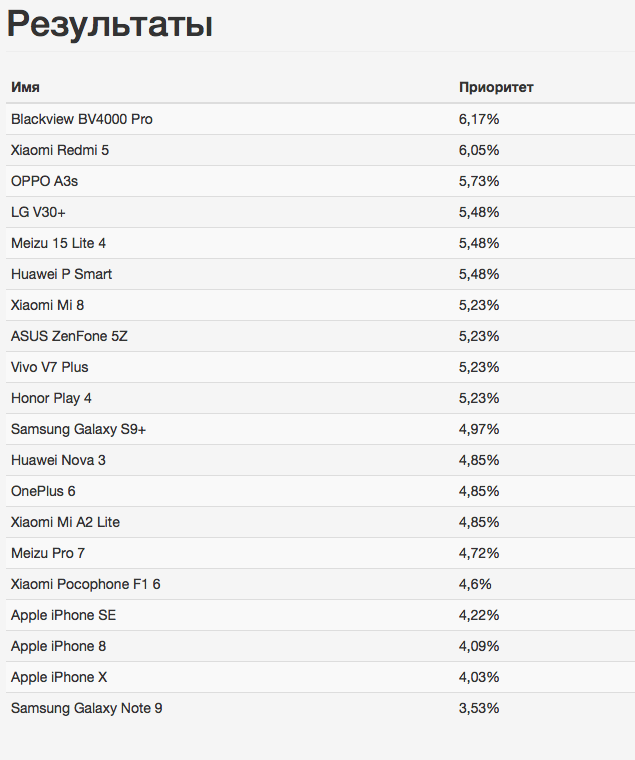 Результаты
Имя Приоритет
Blackview BV4000 Pro 6,17%
Xiaomi Redmi 5 6,05%
OPPO A3s 5,73%
LG V30+ 5,48%
Meizu 15 Lite 4 5,48%
Huawei P Smart 5,48%
Xiaomi Mi 8 5,23%
ASUS ZenFone 5Z 5,23%
Vivo V7 Plus 5,23%
Honor Play 4 5,23%
Samsung Galaxy S9+ 4,97%
Huawei Nova 3 4,85%
OnePlus 6 4,85%
Xiaomi Mi A2 Lite 4,85%
Meizu Pro 7 4,72%
Xiaomi Pocophone F1 6 4,6%
Apple iPhone SE 4,22%
Apple iPhone 8 4,09%
Apple iPhone X 4,03%
Samsung Galaxy Note 9 3,53%